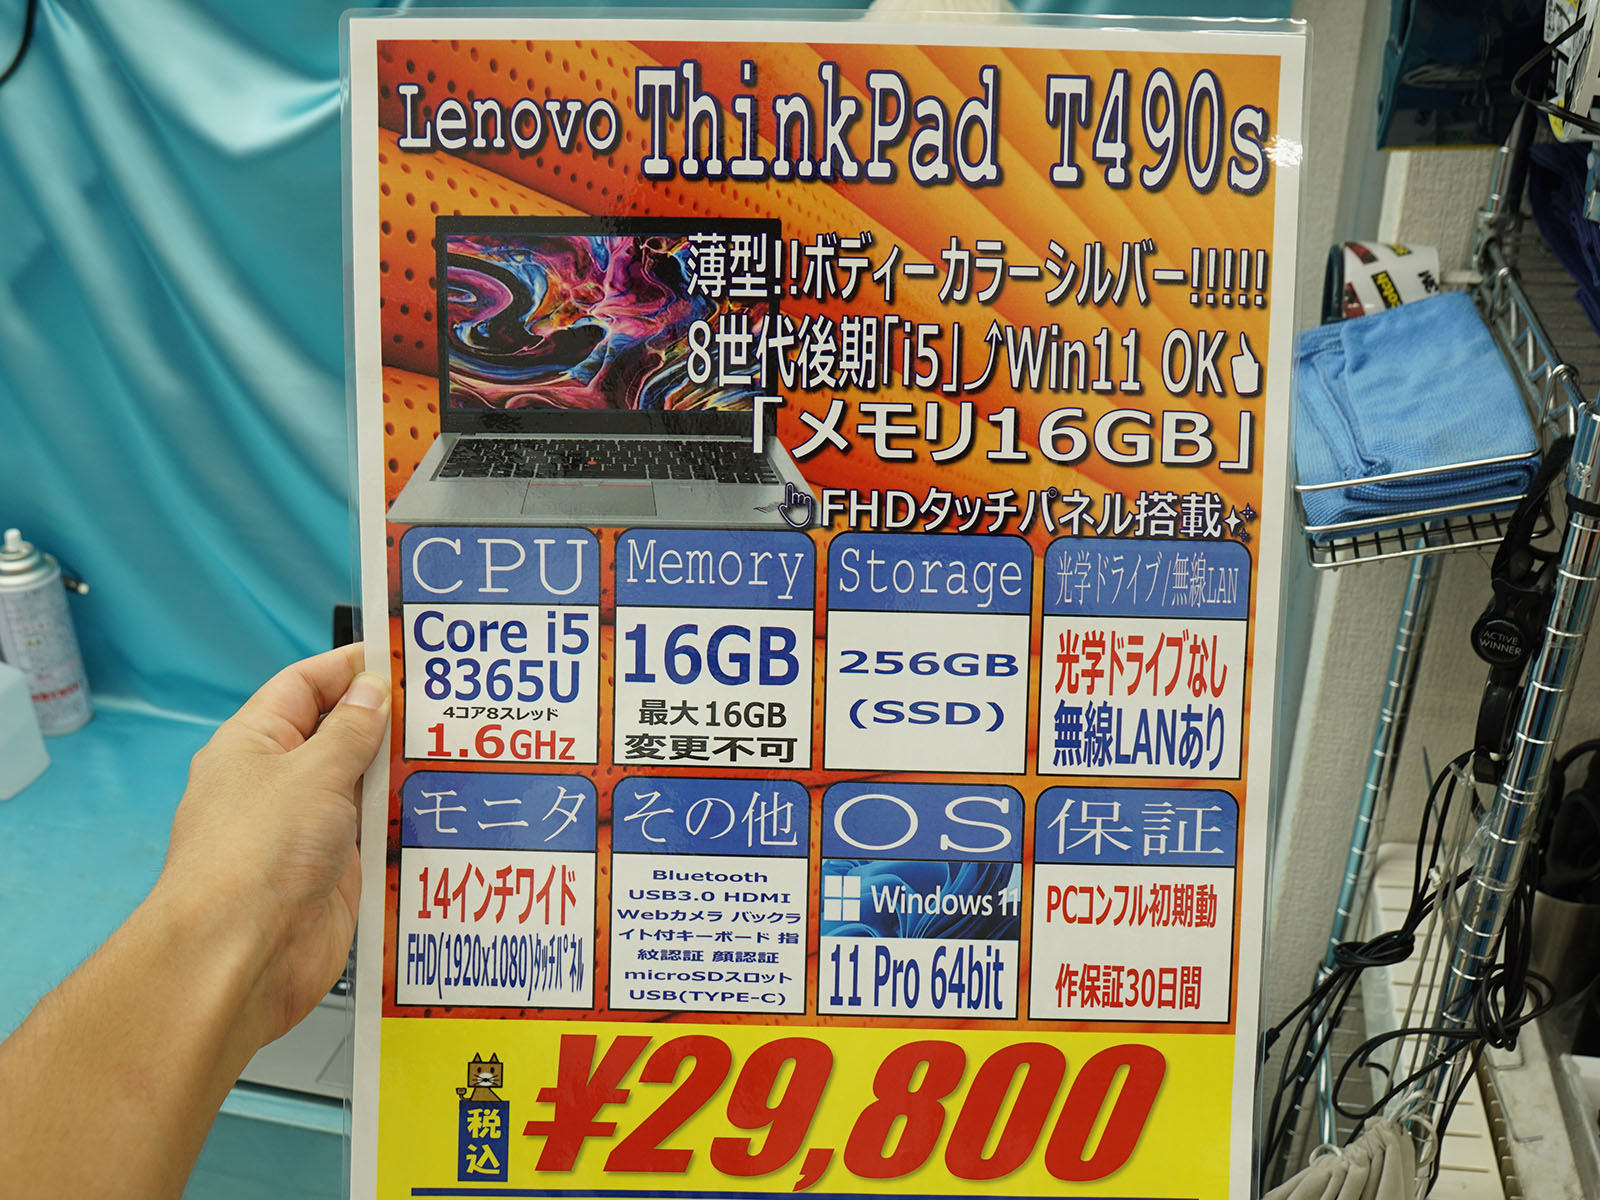 Lenovo ThinkPad T490s
薄型!!ボディーカラーシルバー!!!!!
8世代後期「i5」⤴Win11 OK👍
「メモリ16GB」
FHDタッチパネル搭載✨
CPU
Core i5
8365U
4コア8スレッド
1.6GHz
Memory
16GB
最大16GB
変更不可
Storage
256GB
(SSD)
光学ドライブ/無線LAN
光学ドライブなし
無線LANあり
モニタ
14インチワイド
FHD(1920x1080)タッチパネル
その他
Bluetooth
USB3.0 HDMI
Webカメラ バックラ
イト付キーボード 指
紋認証 顔認証
microSDスロット
USB(TYPE-C)
OS
Windows 11
11 Pro 64bit
保証
PCコンフル初期動
作保証30日間
税込
¥29,800
Scotch
ACTIVE
WINNER